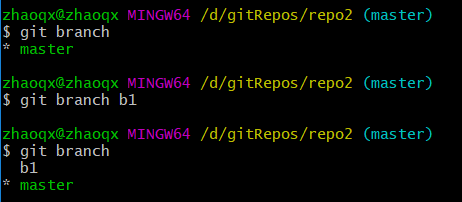 zhaoqx@zhaoqx MINGW64 /d/gitRepos/repo2 (master)
$ git branch
* master
zhaoqx@zhaoqx MINGW64 /d/gitRepos/repo2 (master)
$ git branch b1
zhaoqx@zhaoqx MINGW64 /d/gitRepos/repo2 (master)
$ git branch
  b1
* master